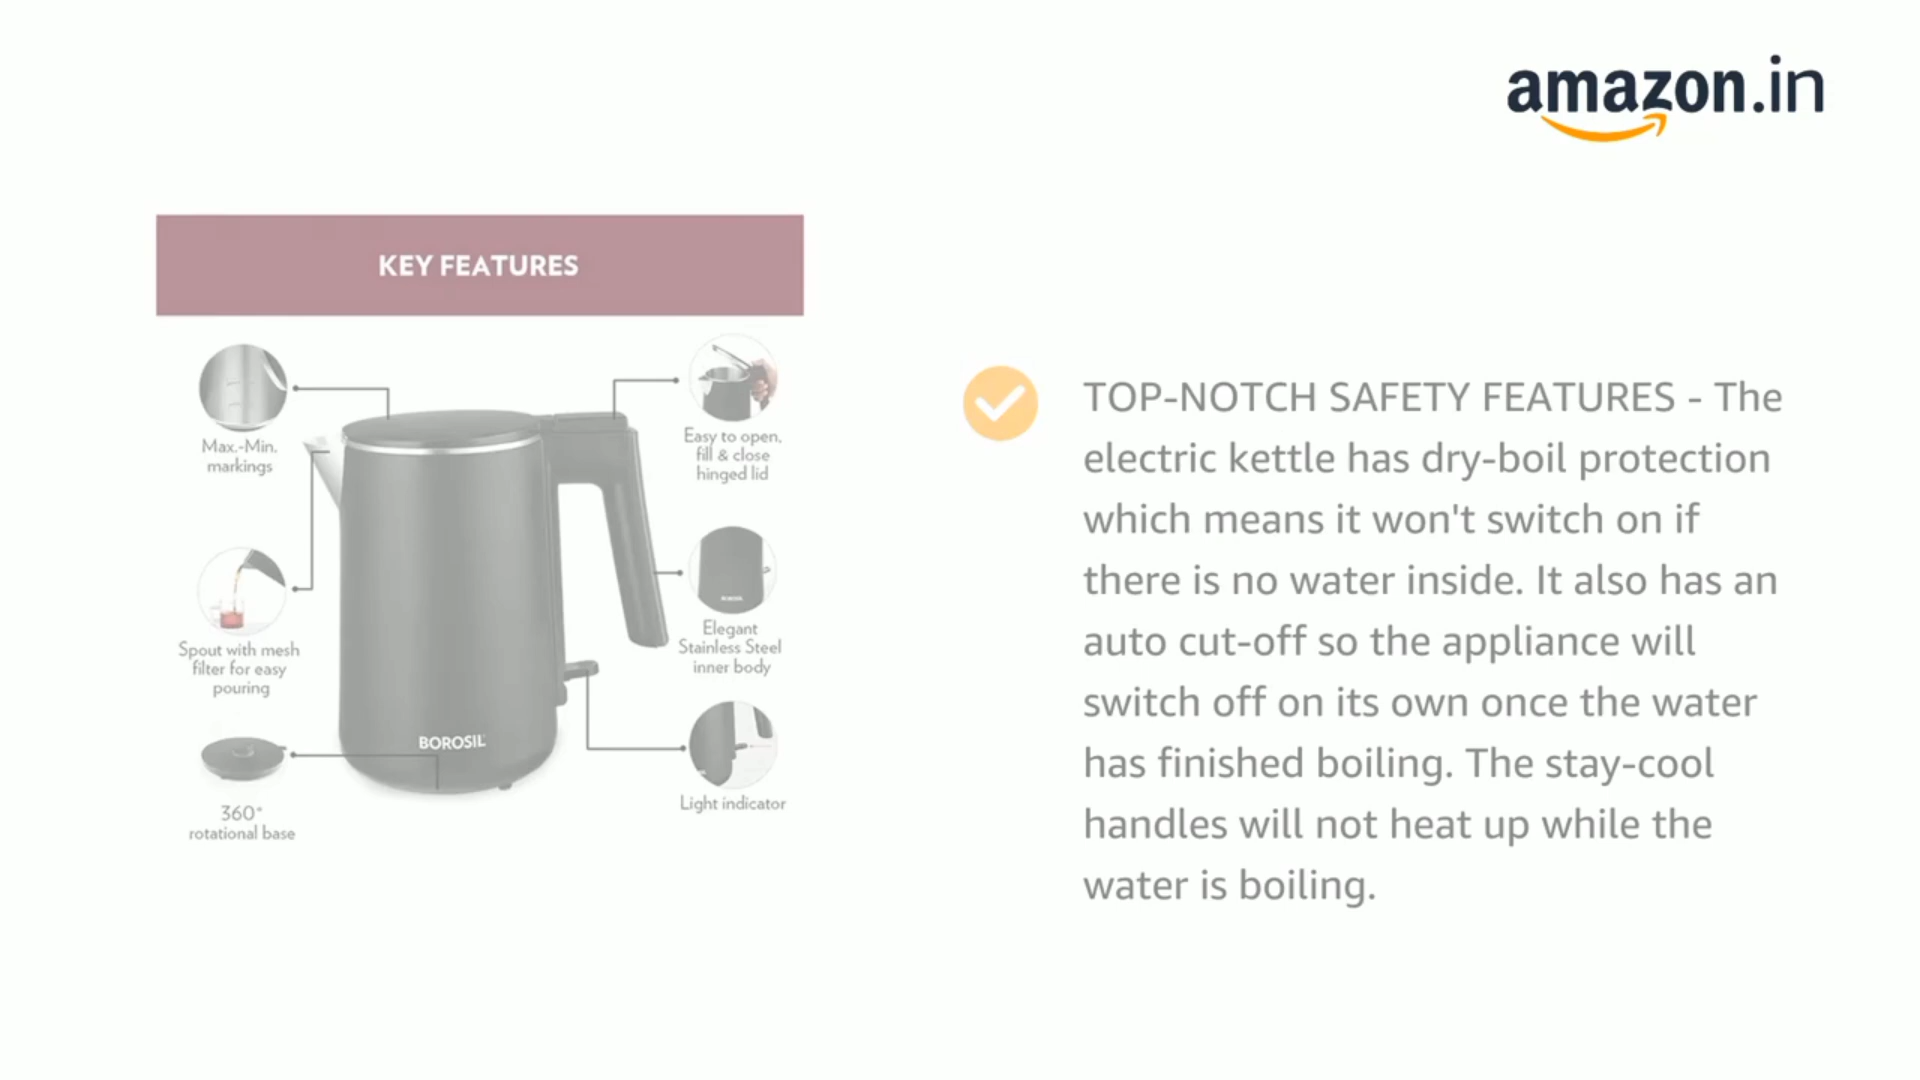 amazon.in
KEY FEATURES
Max.-Min.
markings
Easy to open,
fill & close
hinged lid
Spout with mesh
filter for easy
pouring
Elegant
Stainless Steel
inner body
BOROSIL
360°
rotational base
Light indicator
TOP-NOTCH SAFETY FEATURES - The
electric kettle has dry-boil protection
which means it won't switch on if
there is no water inside. It also has an
auto cut-off so the appliance will
switch off on its own once the water
has finished boiling. The stay-cool
handles will not heat up while the
water is boiling.